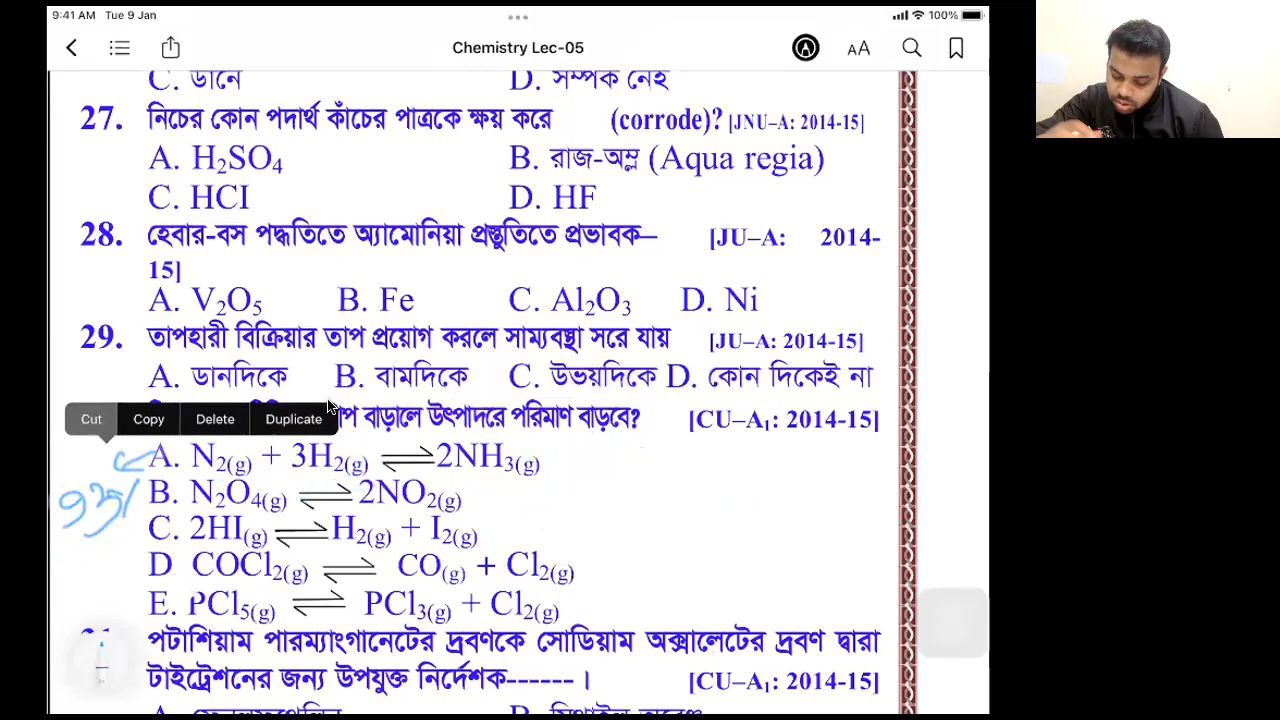 9:41 AM Tue 9 Jan
100%
Chemistry Lec-05
AA
C. ডানে D. সম্পর্ক নেই
27. নিচের কোন পদার্থ কাঁচের পাত্রকে ক্ষয় করে (corrode)? [JNU–A: 2014-15]
A. H₂SO₄ B. রাজ-অম্ল (Aqua regia)
C. HCl D. HF
28. হেবার-বস পদ্ধতিতে অ্যামোনিয়া প্রস্তুতিতে প্রভাবক– [JU–A: 2014-
15]
A. V₂O₅ B. Fe C. Al₂O₃ D. Ni
29. তাপহারী বিক্রিয়ার তাপ প্রয়োগ করলে সাম্যবস্থা সরে যায় [JU–A: 2014-15]
A. ডানদিকে B. বামদিকে C. উভয়দিকে D. কোন দিকেই না
Cut Copy Delete Duplicate
বাড়ালে উৎপাদরে পরিমাণ বাড়বে? [CU–A₁: 2014-15]
A. N₂(g) + 3H₂(g) ⇌ 2NH₃(g)
B. N₂O₄(g) ⇌ 2NO₂(g)
C. 2HI(g) ⇌ H₂(g) + I₂(g)
D COCl₂(g) ⇌ CO(g) + Cl₂(g)
E. PCl₅(g) ⇌ PCl₃(g) + Cl₂(g)
পটাশিয়াম পারম্যাংগানেটের দ্রবণকে সোডিয়াম অক্সালেটের দ্রবণ দ্বারা
টাইট্রেশনের জন্য উপযুক্ত নির্দেশক------। [CU–A₁: 2014-15]